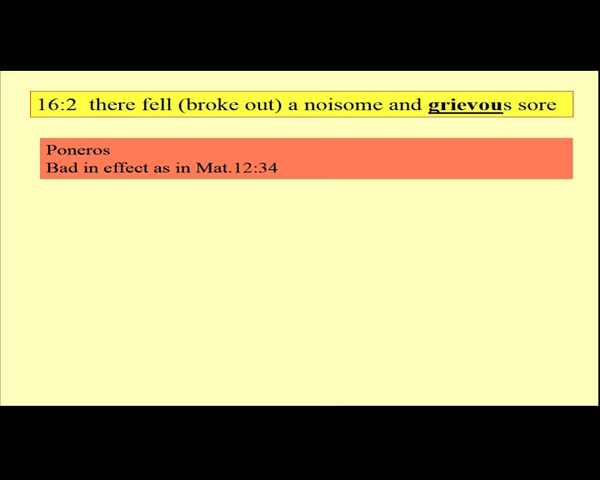 16:2 there fell (broke out) a noisome and grievous sore
Poneros
Bad in effect as in Mat.12:34